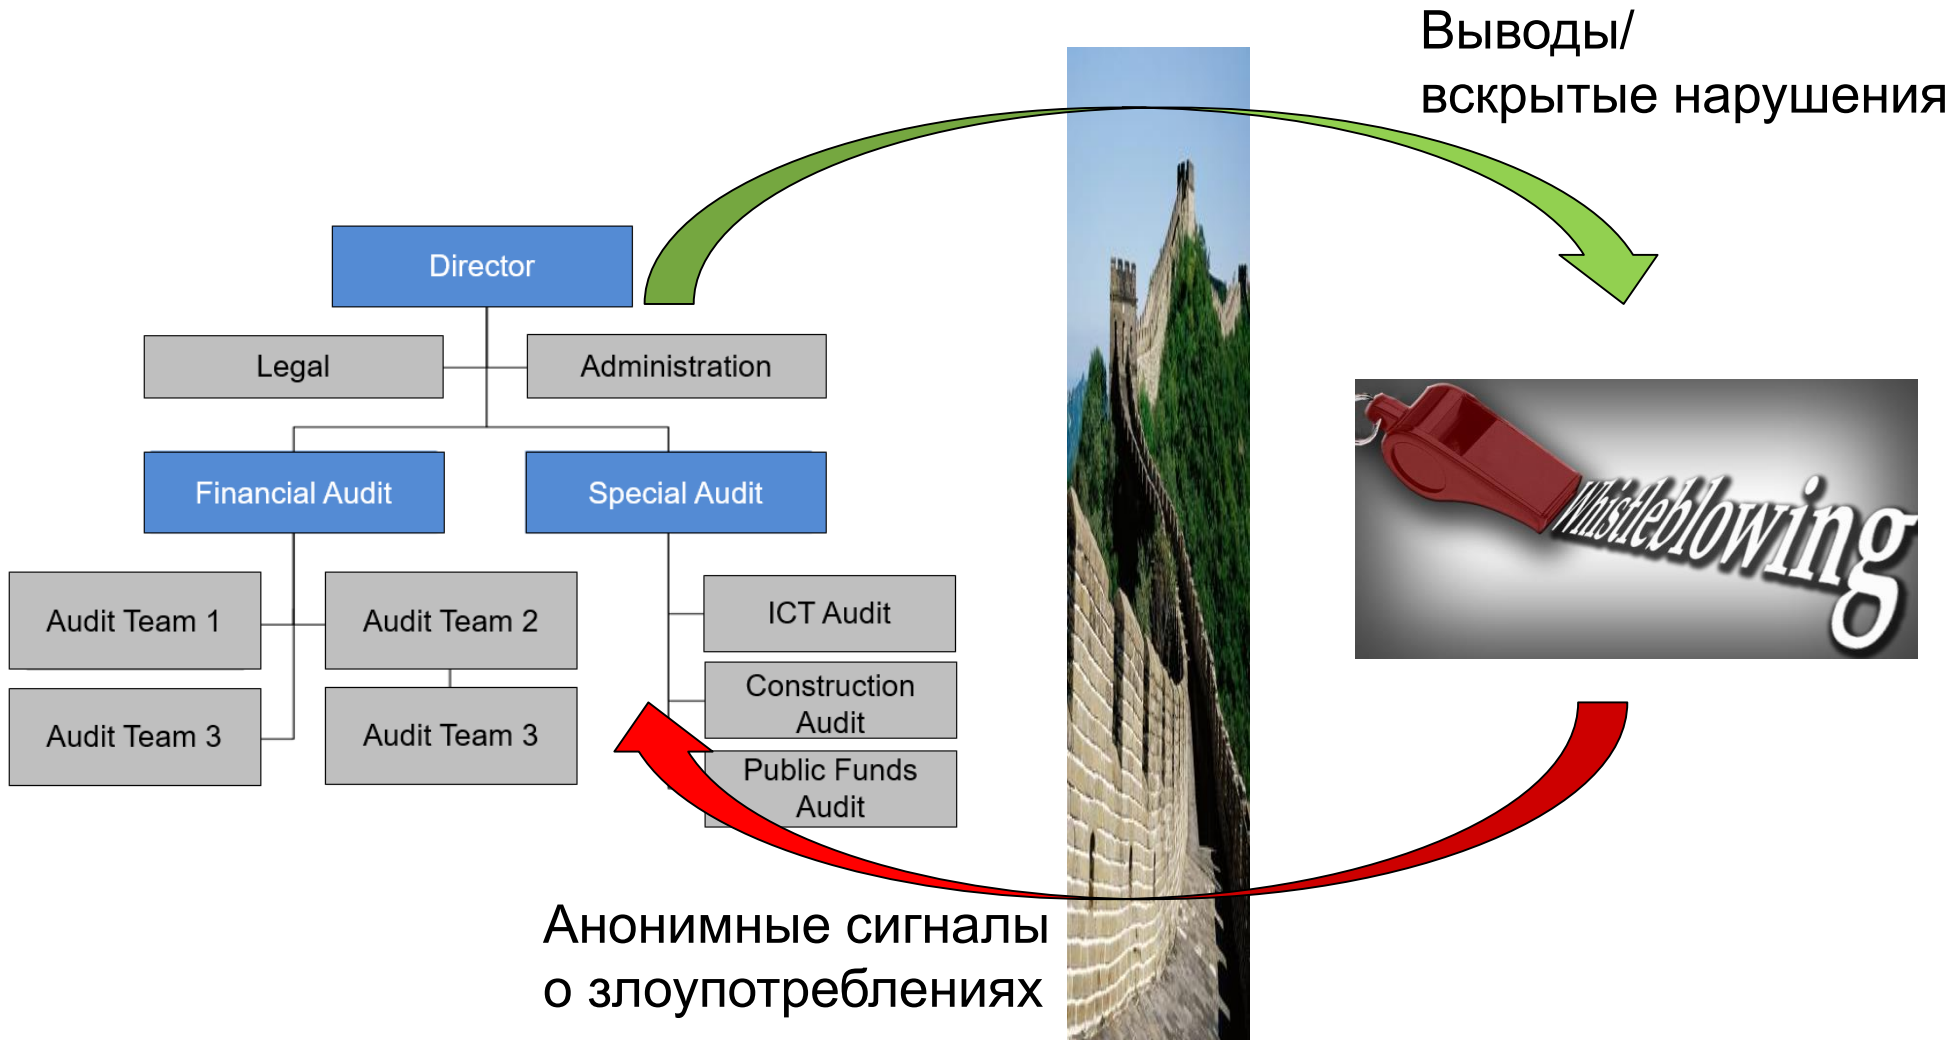 Выводы/
вскрытые нарушения
Director
Legal
Administration
Financial Audit
Special Audit
Audit Team 1
Audit Team 2
ICT Audit
Construction
Audit
Audit Team 3
Audit Team 3
Public Funds
Audit
Whistleblowing
Анонимные сигналы
о злоупотреблениях